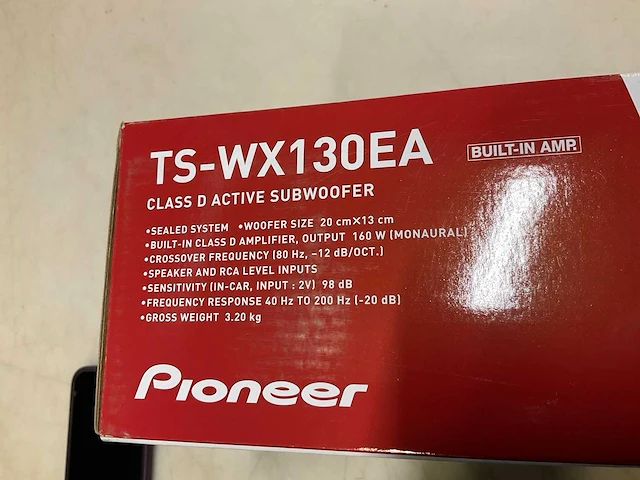 TS-WX130EA
BUILT-IN AMP.
CLASS D ACTIVE SUBWOOFER
•SEALED SYSTEM •WOOFER SIZE 20 cm×13 cm
•BUILT-IN CLASS D AMPLIFIER, OUTPUT 160 W (MONAURAL)
•CROSSOVER FREQUENCY (80 Hz, −12 dB/OCT.)
•SPEAKER AND RCA LEVEL INPUTS
•SENSITIVITY (IN-CAR, INPUT : 2V) 98 dB
•FREQUENCY RESPONSE 40 Hz TO 200 Hz (-20 dB)
•GROSS WEIGHT 3.20 kg
Pioneer